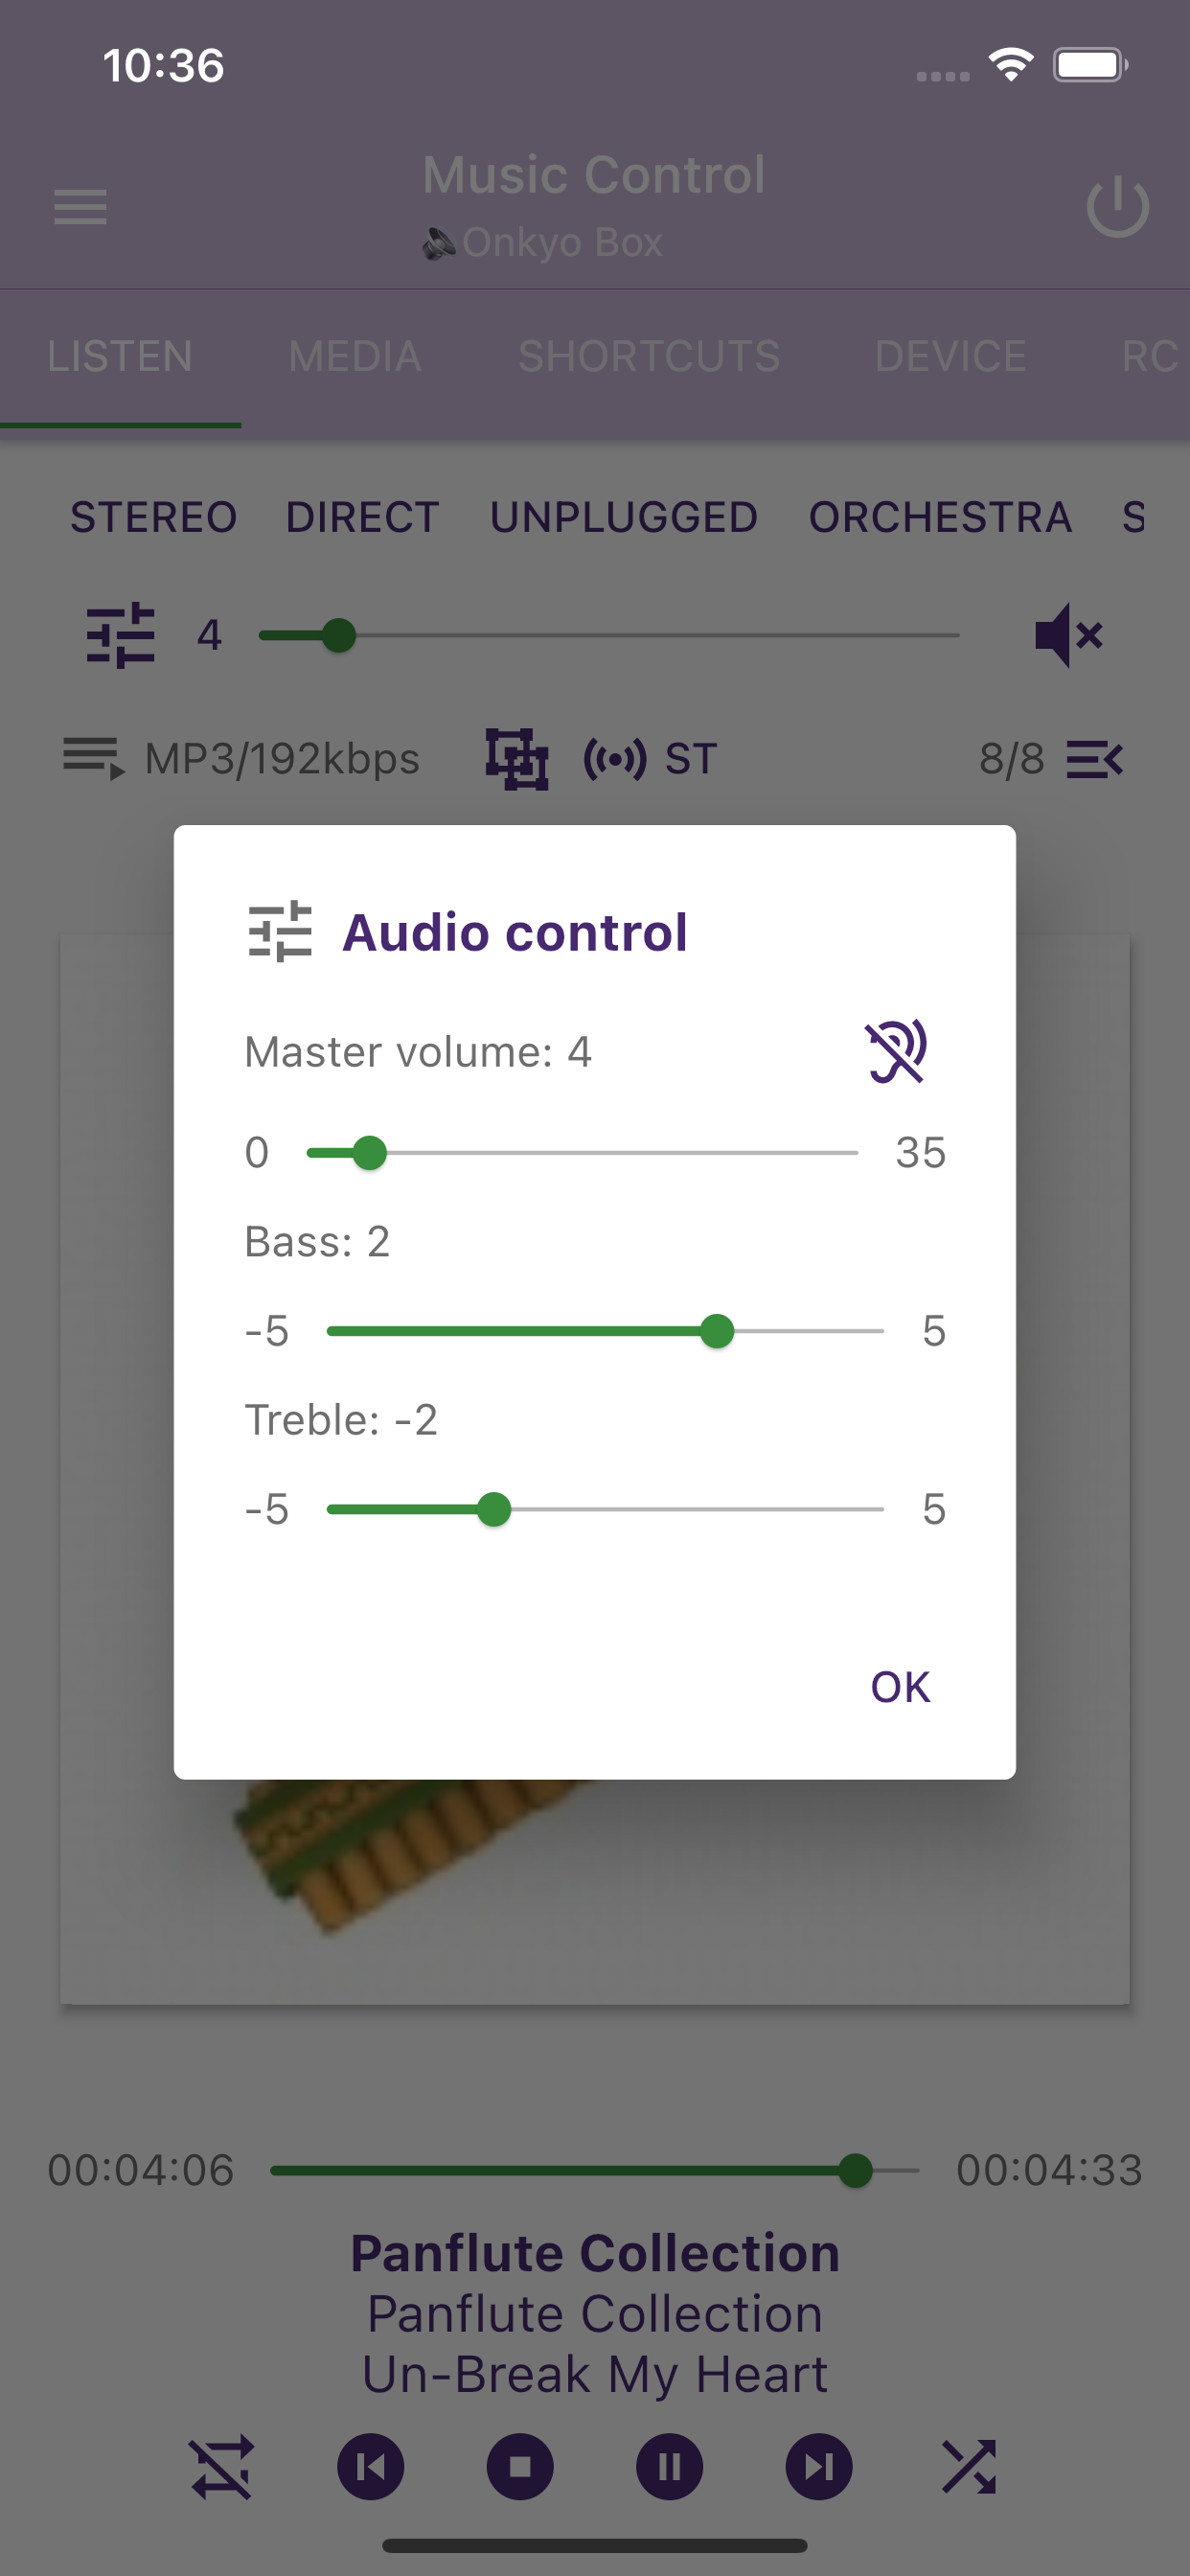 10:36
Music Control
Onkyo Box
LISTEN MEDIA SHORTCUTS DEVICE RC
STEREO DIRECT UNPLUGGED ORCHESTRA S
4
MP3/192kbps ST 8/8
Audio control
Master volume: 4
0 35
Bass: 2
-5 5
Treble: -2
-5 5
OK
00:04:06 00:04:33
Panflute Collection
Panflute Collection
Un-Break My Heart